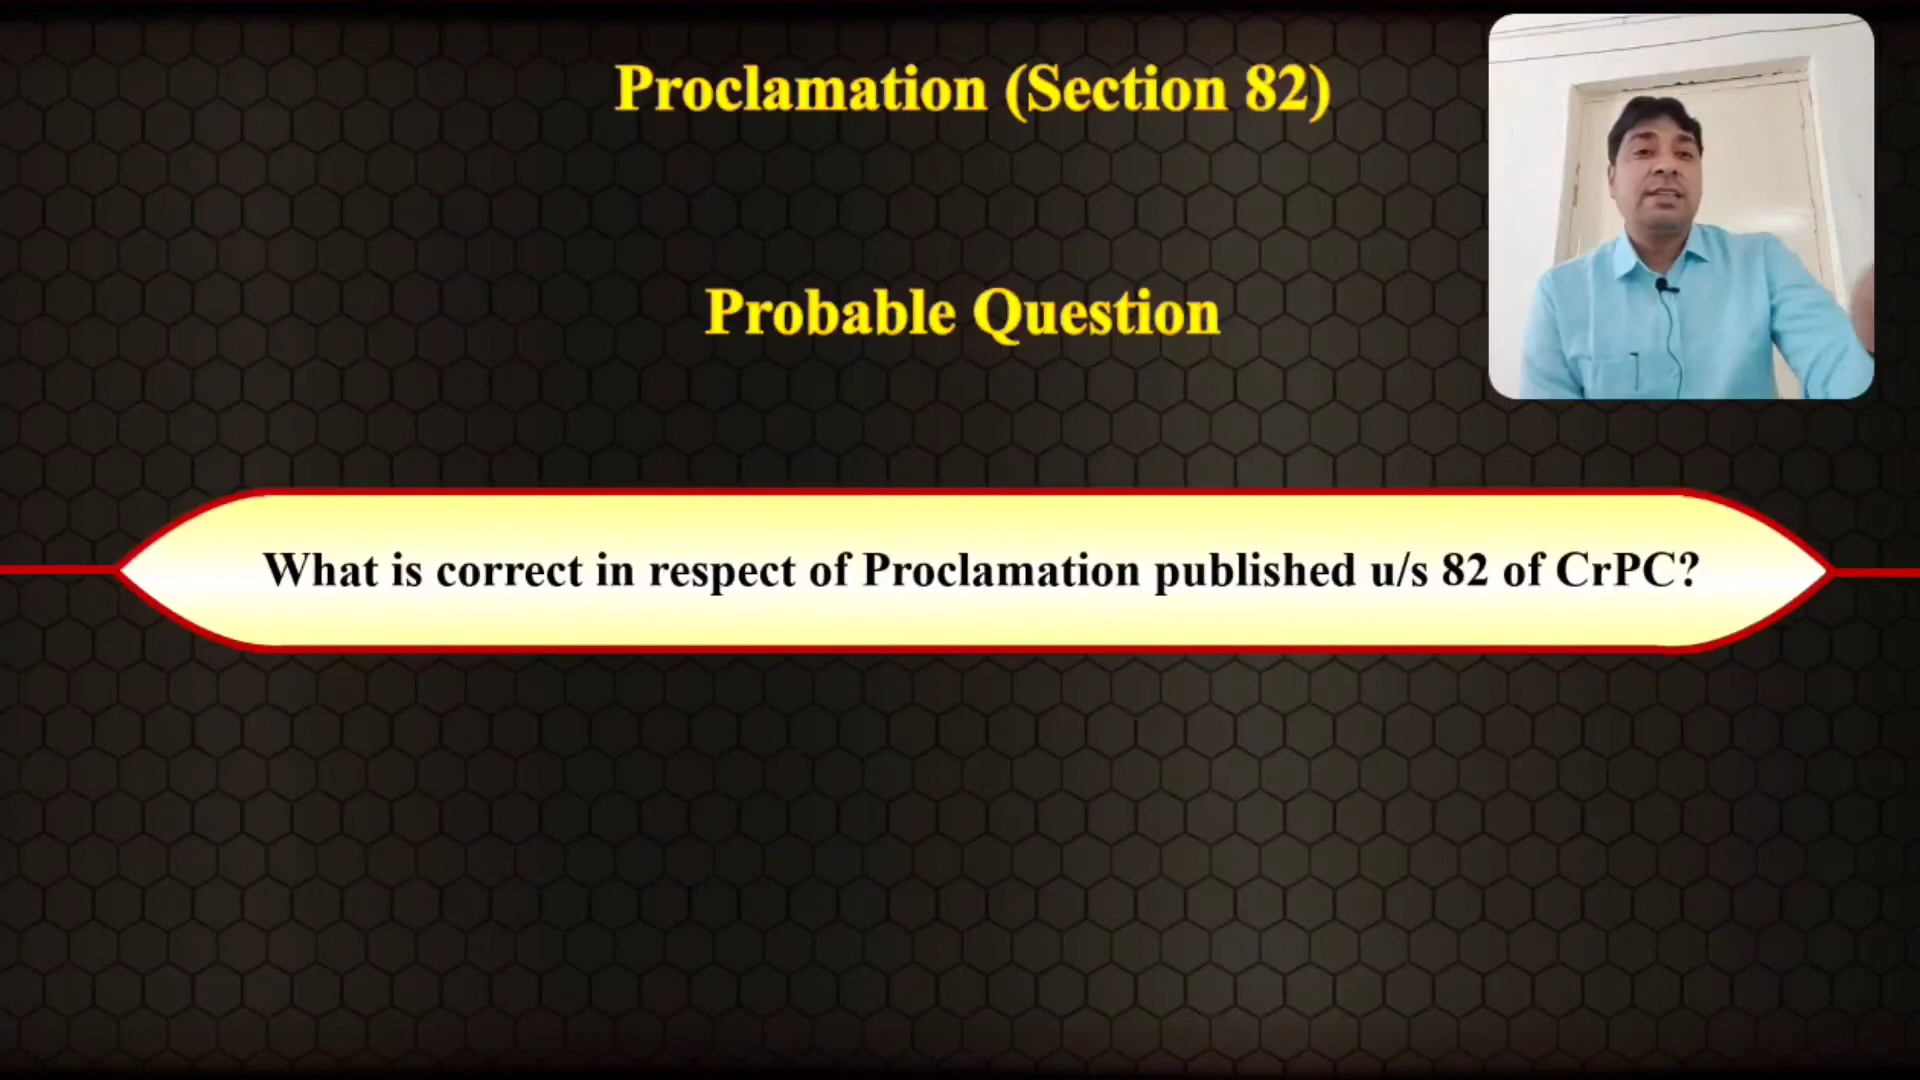 Proclamation (Section 82)
Probable Question
What is correct in respect of Proclamation published u/s 82 of CrPC?